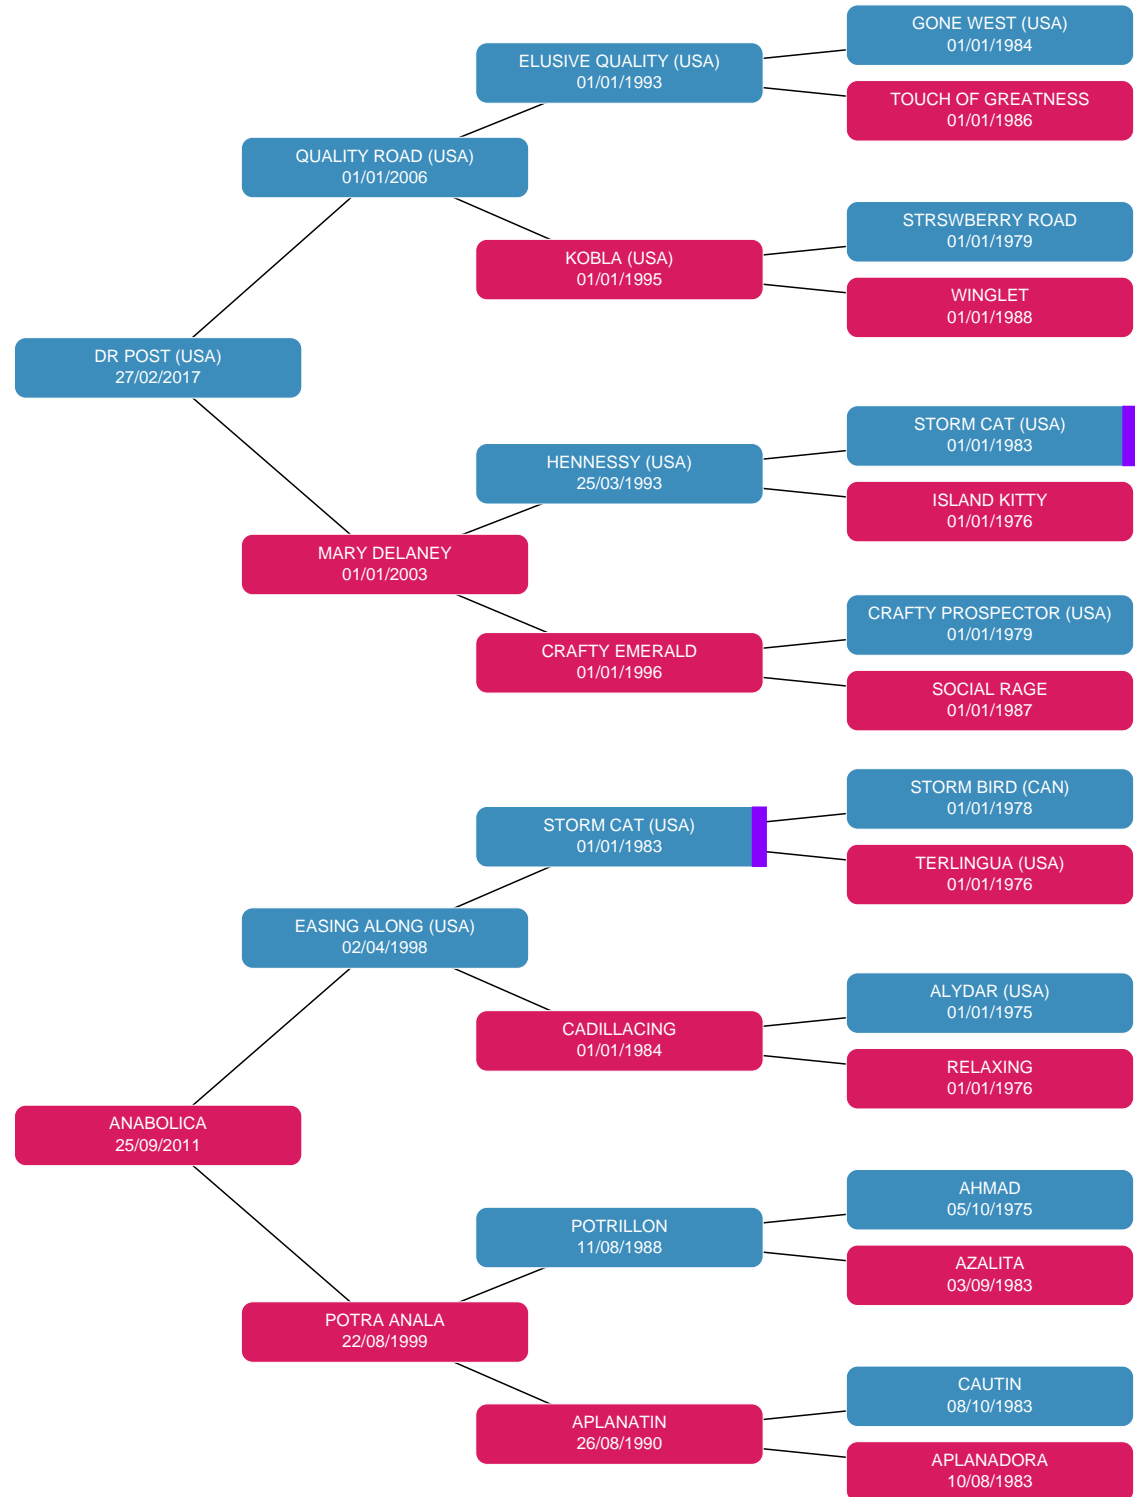 GONE WEST (USA)
01/01/1984
ELUSIVE QUALITY (USA)
01/01/1993
TOUCH OF GREATNESS
01/01/1986
QUALITY ROAD (USA)
01/01/2006
STRSWBERRY ROAD
01/01/1979
KOBLA (USA)
01/01/1995
WINGLET
01/01/1988
DR POST (USA)
27/02/2017
STORM CAT (USA)
01/01/1983
HENNESSY (USA)
25/03/1993
ISLAND KITTY
01/01/1976
MARY DELANEY
01/01/2003
CRAFTY PROSPECTOR (USA)
01/01/1979
CRAFTY EMERALD
01/01/1996
SOCIAL RAGE
01/01/1987
STORM BIRD (CAN)
01/01/1978
STORM CAT (USA)
01/01/1983
TERLINGUA (USA)
01/01/1976
EASING ALONG (USA)
02/04/1998
ALYDAR (USA)
01/01/1975
CADILLACING
01/01/1984
RELAXING
01/01/1976
ANABOLICA
25/09/2011
AHMAD
05/10/1975
POTRILLON
11/08/1988
AZALITA
03/09/1983
POTRA ANALA
22/08/1999
CAUTIN
08/10/1983
APLANATIN
26/08/1990
APLANADORA
10/08/1983